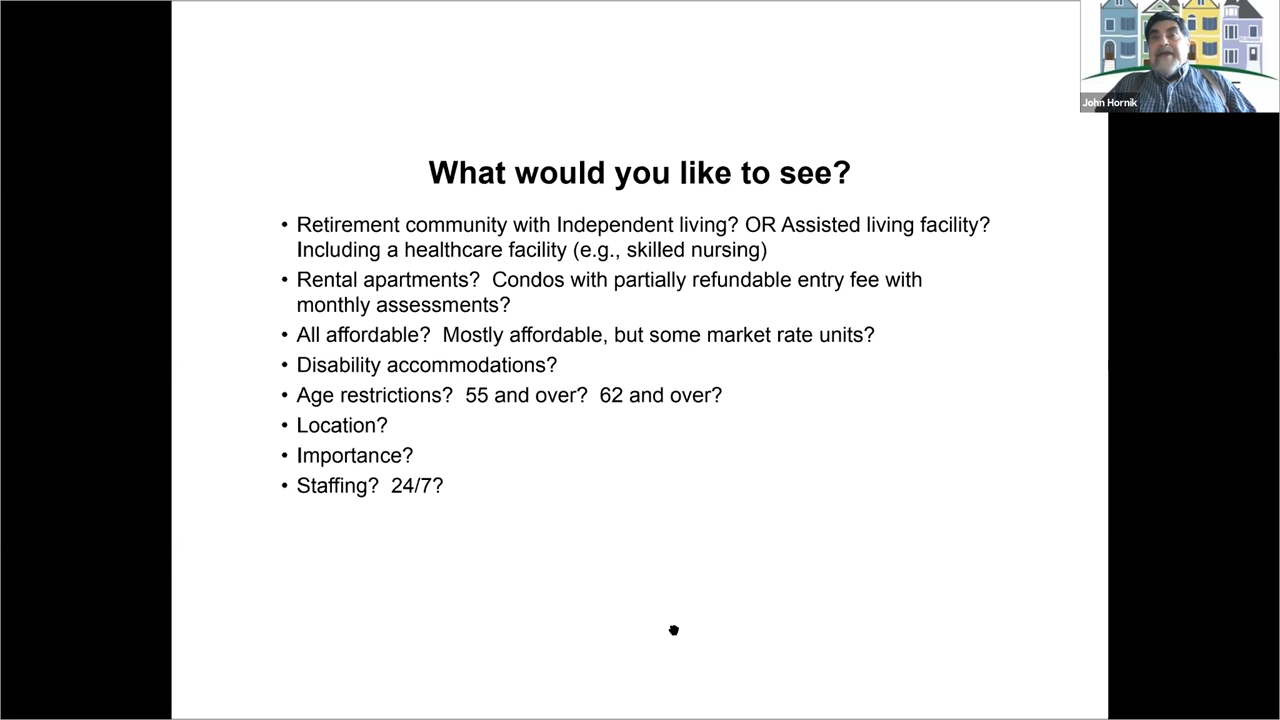 John Hornik
What would you like to see?
• Retirement community with Independent living? OR Assisted living facility?
Including a healthcare facility (e.g., skilled nursing)
• Rental apartments?  Condos with partially refundable entry fee with
monthly assessments?
• All affordable?  Mostly affordable, but some market rate units?
• Disability accommodations?
• Age restrictions?  55 and over?  62 and over?
• Location?
• Importance?
• Staffing?  24/7?